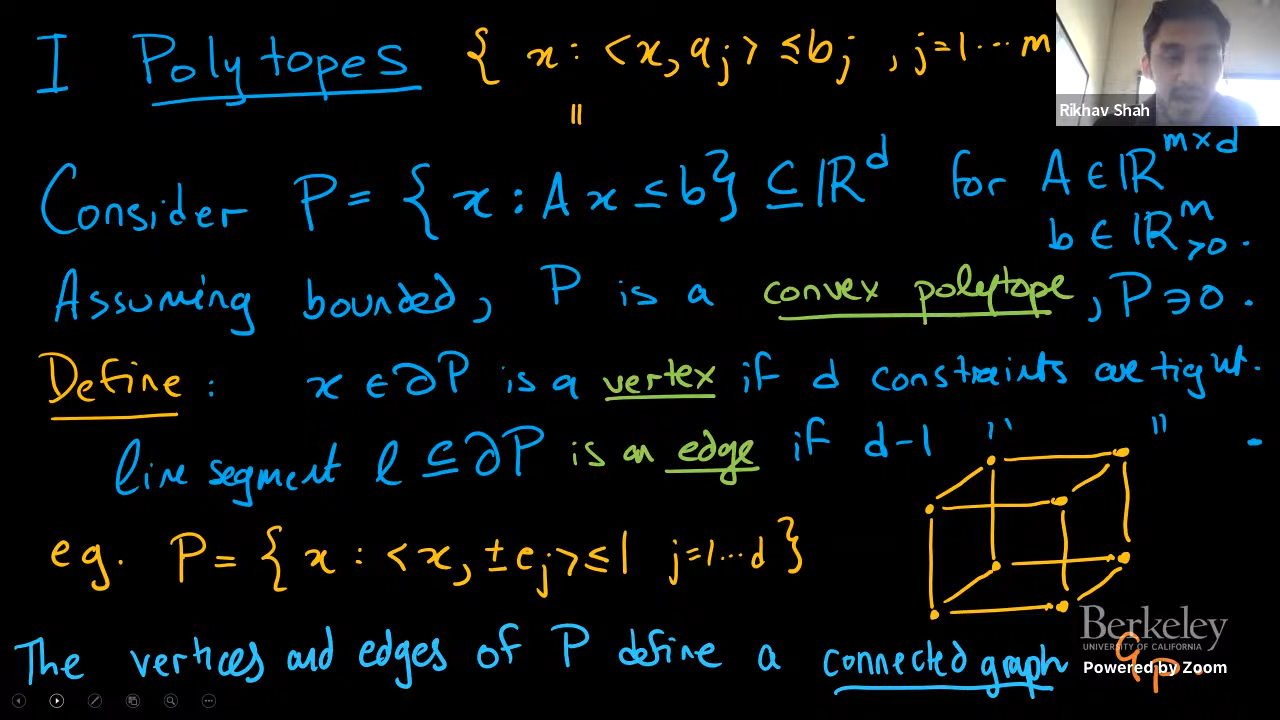 I Polytopes { x : <x, a_j> ≤ b_j , j=1 ... m
Rikhav Shah
=
Consider P = { x : A x ≤ b } ⊆ ℝ^d for A ∈ ℝ^{m×d}
b ∈ ℝ^m_{>0} .
Assuming bounded, P is a convex polytope, P ∋ 0 .
Define : x ∈ ∂P is a vertex if d constraints are tight.
line segment l ⊆ ∂P is an edge if d-1 " " .
eg. P = { x : <x, ±e_j> ≤ 1 j=1...d }
Berkeley
UNIVERSITY OF CALIFORNIA
The vertices and edges of P define a connected graph G_P .
Powered by Zoom